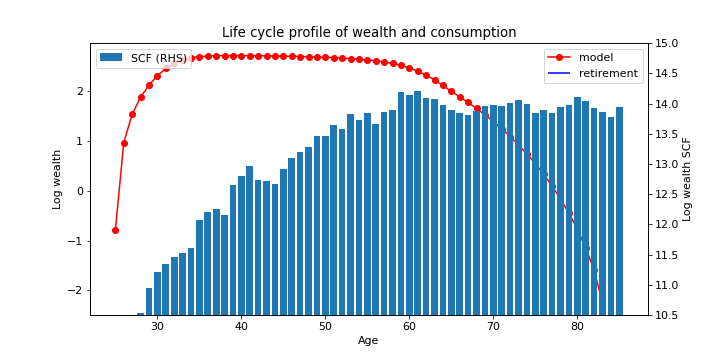 Life cycle profile of wealth and consumption
SCF (RHS)
model
retirement
Log wealth
2
1
0
−1
−2
15.0
14.5
14.0
13.5
13.0
12.5
12.0
11.5
11.0
10.5
Log wealth SCF
30 40 50 60 70 80
Age